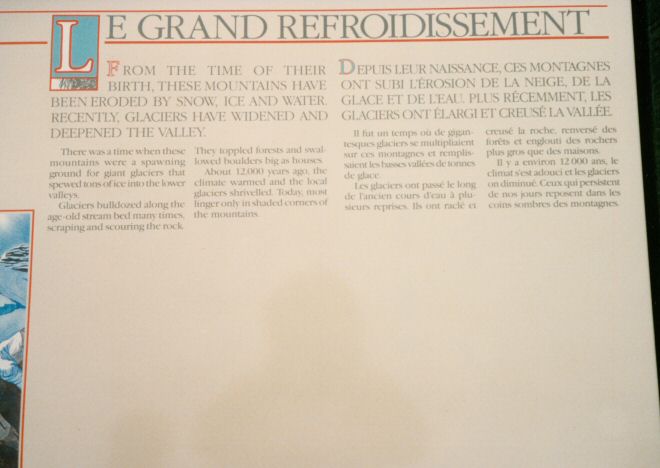 LE GRAND REFROIDISSEMENT
FROM THE TIME OF THEIR
BIRTH, THESE MOUNTAINS HAVE
BEEN ERODED BY SNOW, ICE AND WATER.
RECENTLY, GLACIERS HAVE WIDENED AND
DEEPENED THE VALLEY.
There was a time when these
mountains were a spawning
ground for giant glaciers that
spewed tons of ice into the lower
valleys.
Glaciers bulldozed along the
age-old stream bed many times,
scraping and scouring the rock.
They toppled forests and swal-
lowed boulders big as houses.
About 12,000 years ago, the
climate warmed and the local
glaciers shrivelled. Today, most
linger only in shaded corners of
the mountains.
DEPUIS LEUR NAISSANCE, CES MONTAGNES
ONT SUBI L'ÉROSION DE LA NEIGE, DE LA
GLACE ET DE L'EAU. PLUS RÉCEMMENT, LES
GLACIERS ONT ÉLARGI ET CREUSÉ LA VALLÉE.
Il fut un temps où de gigan-
tesques glaciers se multipliaient
sur ces montagnes et remplis-
saient les basses vallées de tonnes
de glace.
Les glaciers ont passé le long
de l'ancien cours d'eau à plu-
sieurs reprises. Ils ont raclé et
creusé la roche, renversé des
forêts et englouti des rochers
plus gros que des maisons.
Il y a environ 12 000 ans, le
climat s'est adouci et les glaciers
on diminué. Ceux qui persistent
de nos jours reposent dans les
coins sombres des montagnes.